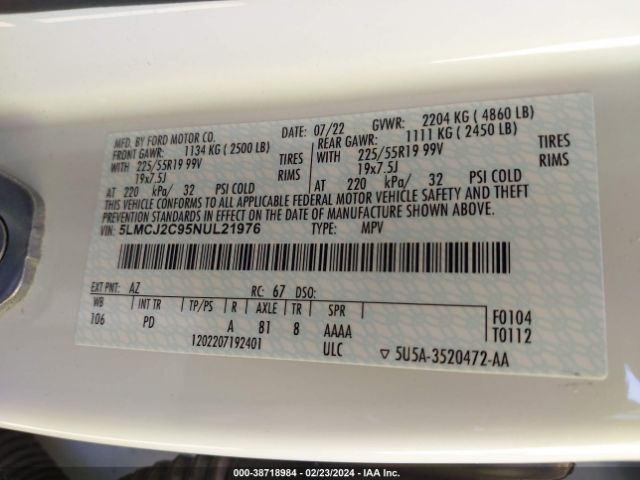 MFD. BY FORD MOTOR CO. DATE: 07/22 GVWR: 2204 KG ( 4860 LB)
FRONT GAWR: 1134 KG ( 2500 LB) REAR GAWR: 1111 KG ( 2450 LB)
WITH 225/55R19 99V TIRES WITH 225/55R19 99V TIRES
19x7.5J RIMS 19x7.5J RIMS
AT 220 kPa/ 32 PSI COLD AT 220 kPa/ 32 PSI COLD
THIS VEHICLE CONFORMS TO ALL APPLICABLE FEDERAL MOTOR VEHICLE SAFETY AND THEFT
PREVENTION STANDARDS IN EFFECT ON THE DATE OF MANUFACTURE SHOWN ABOVE.
VIN: 5LMCJ2C95NUL21976 TYPE: MPV
EXT PNT: AZ RC: 67 DSO:
WB INT TR TP/PS R AXLE TR SPR F0104
106 PD A 81 8 AAAA T0112
1202207192401 ULC ▽ 5U5A-3520472-AA
000-38718984 - 02/23/2024 - IAA Inc.